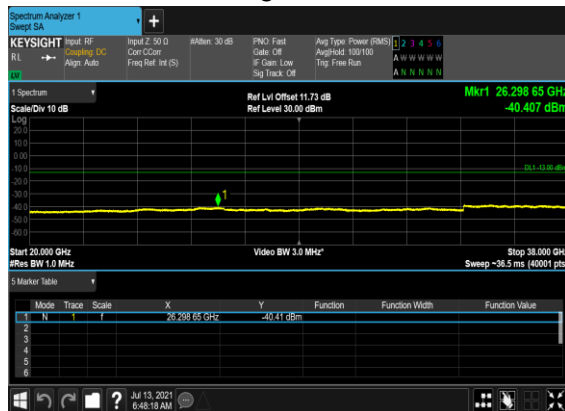 Spectrum Analyzer 1
Swept SA
+
KEYSIGHT Input: RF Input Z: 50 Ω #Atten: 30 dB PNO: Fast Avg Type: Power (RMS) 1 2 3 4 5 6
RL Coupling: DC Corr CCorr Gate: Off Avg|Hold: 100/100 A W W W W W
Align: Auto Freq Ref: Int (S) IF Gain: Low Trig: Free Run
Sig Track: Off A N N N N N
LW
1 Spectrum Ref Lvl Offset 11.73 dB Mkr1 26.298 65 GHz
Scale/Div 10 dB Ref Level 30.00 dBm -40.407 dBm
Log
20.0
10.0
0.00
-10.0 DL1 -13.00 dBm
-20.0
-30.0
-40.0 1
-50.0
-60.0
Start 20.000 GHz Video BW 3.0 MHz* Stop 38.000 GHz
#Res BW 1.0 MHz Sweep ~36.5 ms (40001 pts)
5 Marker Table
Mode Trace Scale X Y Function Function Width Function Value
1 N 1 f 26.298 65 GHz -40.41 dBm
2
3
4
5
6
? Jul 13, 2021
6:48:18 AM